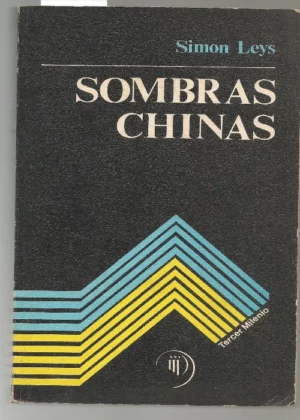 Simon Leys
SOMBRAS
CHINAS
Tercer Milenio